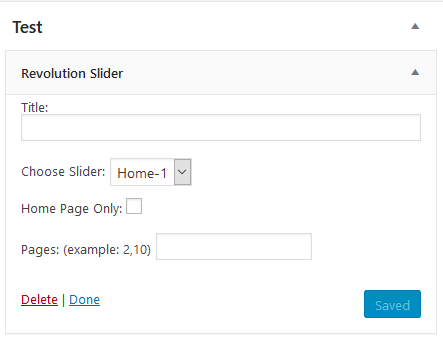 Test
Revolution Slider
Title:
Choose Slider: Home-1
Home Page Only:
Pages: (example: 2,10)
Delete | Done
Saved